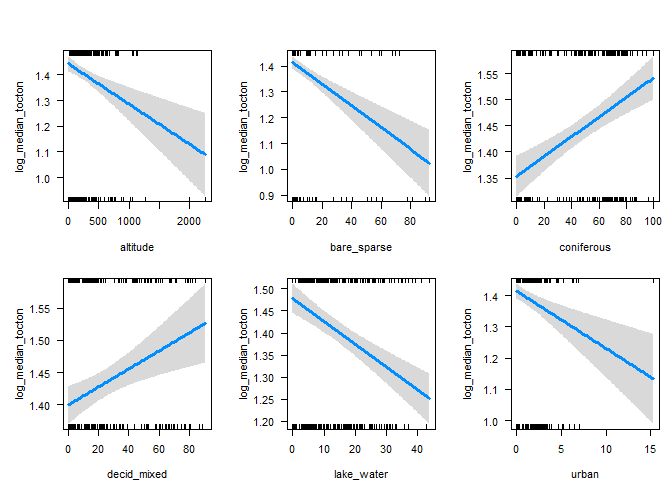 log_median_tocton
1.4
1.3
1.2
1.1
1.0
0 500 1000 2000
altitude
log_median_tocton
1.4
1.3
1.2
1.1
1.0
0.9
0 20 40 60 80
bare_sparse
log_median_tocton
1.55
1.50
1.45
1.40
1.35
0 20 40 60 80 100
coniferous
log_median_tocton
1.55
1.50
1.45
1.40
0 20 40 60 80
decid_mixed
log_median_tocton
1.50
1.45
1.40
1.35
1.30
1.25
1.20
0 10 20 30 40
lake_water
log_median_tocton
1.4
1.3
1.2
1.1
1.0
0 5 10 15
urban